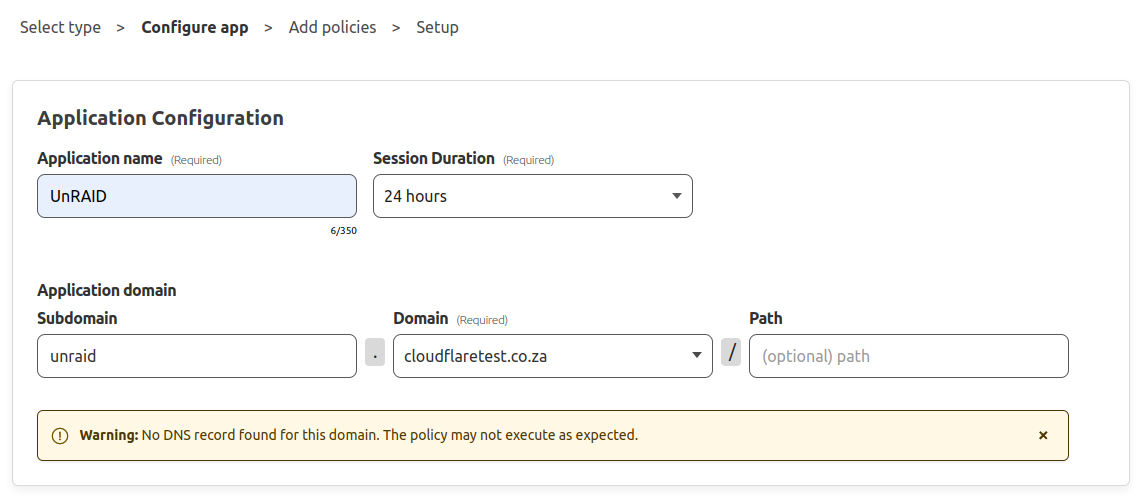 Select type > Configure app > Add policies > Setup
Application Configuration
Application name (Required) Session Duration (Required)
UnRAID 24 hours
6/350
Application domain
Subdomain Domain (Required) Path
unraid . cloudflaretest.co.za / (optional) path
Warning: No DNS record found for this domain. The policy may not execute as expected. ×